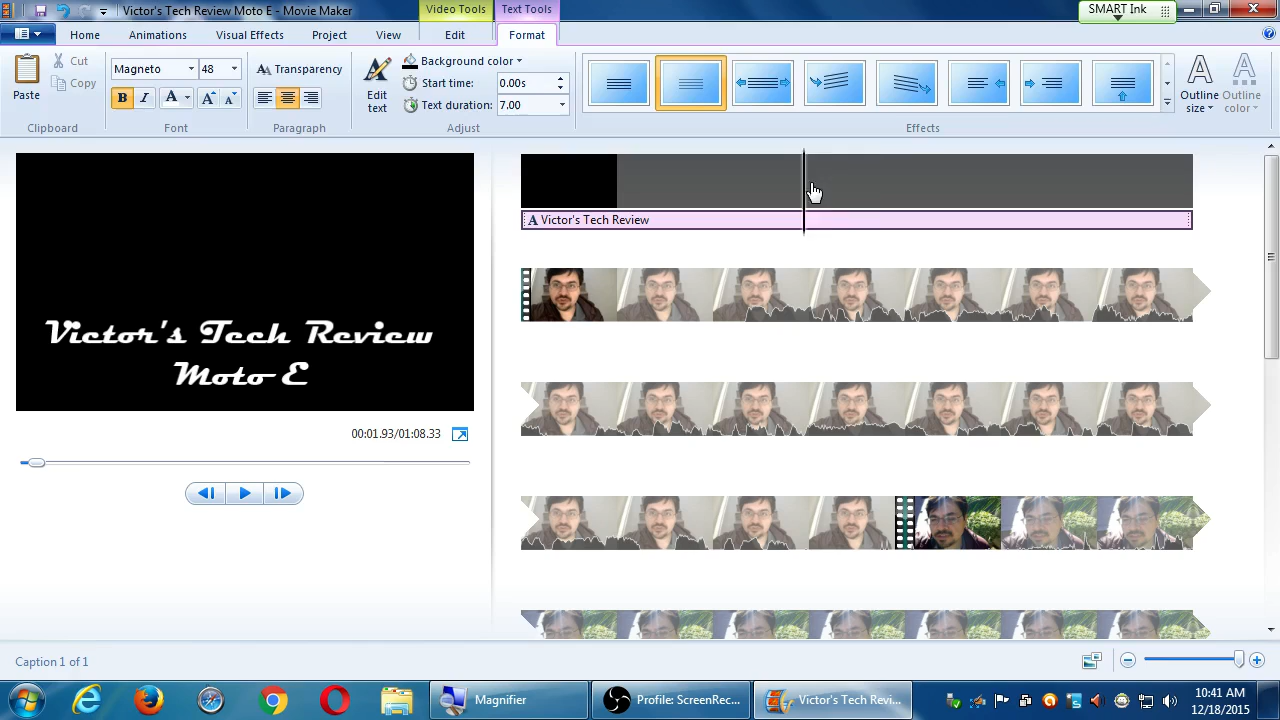 Victor's Tech Review Moto E - Movie Maker
Video Tools
Text Tools
SMART Ink
Home
Animations
Visual Effects
Project
View
Edit
Format
Paste
Cut
Copy
Clipboard
Magneto
48
B
I
A
A
A
Font
Transparency
Paragraph
Edit
text
Background color
Start time:
0.00s
Text duration:
7.00
Adjust
Effects
Outline
size
Outline
color
Victor's Tech Review
Moto E
00:01.93/01:08.33
A Victor's Tech Review
Caption 1 of 1
Magnifier
Profile: ScreenRec...
Victor's Tech Revi...
10:41 AM
12/18/2015